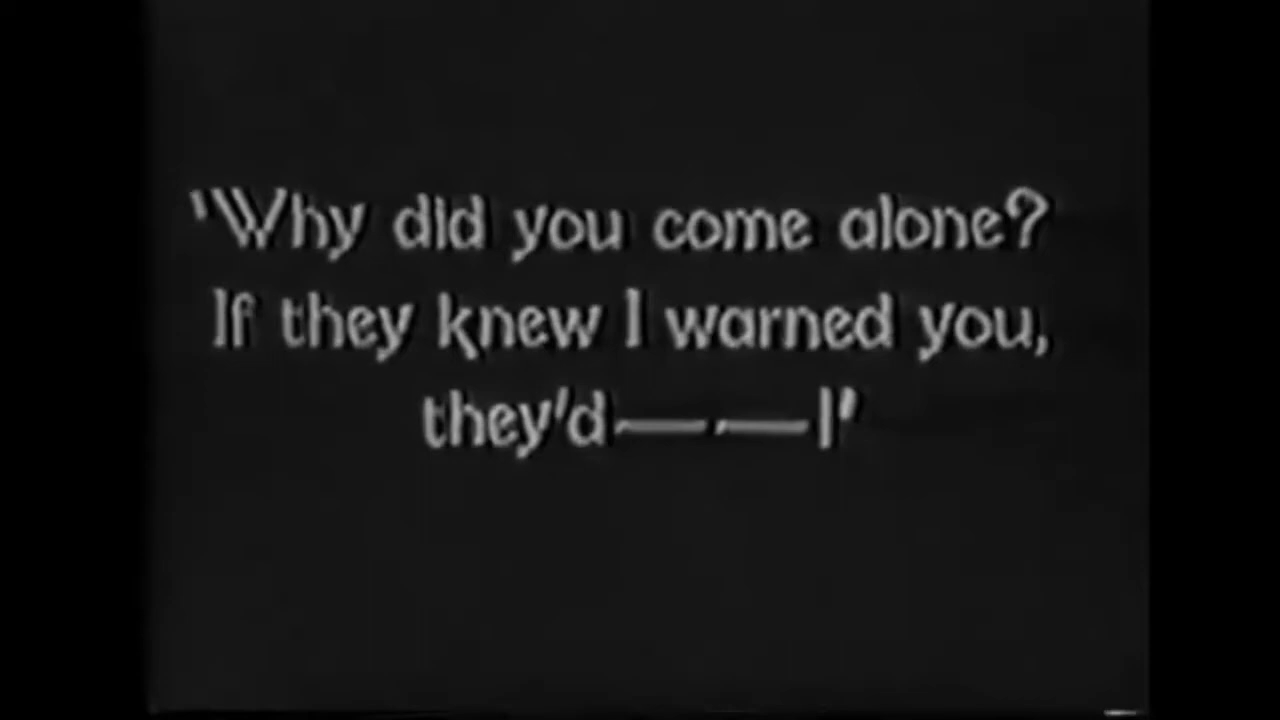 'Why did you come alone?
If they knew I warned you,
they'd— —!'